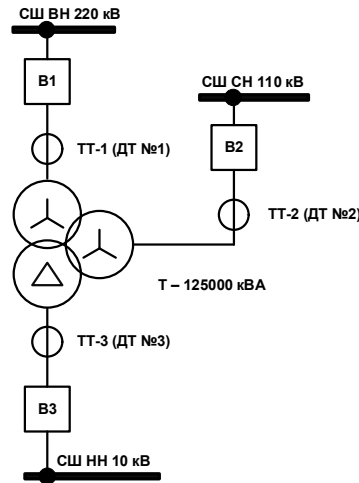 СШ ВН 220 кВ
В1
СШ СН 110 кВ
В2
ТТ-1 (ДТ №1)
ТТ-2 (ДТ №2)
Т – 125000 кВА
ТТ-3 (ДТ №3)
В3
СШ НН 10 кВ